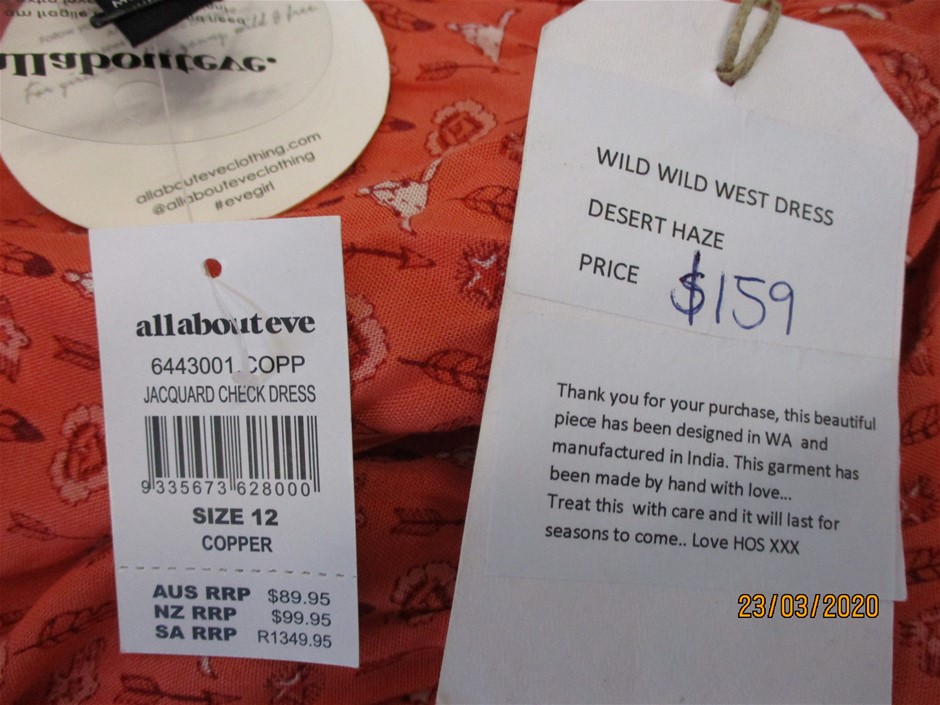 allabouteve.
allabouteveclothing.com
@allabouteveclothing
#evegirl
allabouteve
6443001.COPP
JACQUARD CHECK DRESS
9 335673 628000
SIZE 12
COPPER
AUS RRP $89.95
NZ RRP $99.95
SA RRP R1349.95
WILD WILD WEST DRESS
DESERT HAZE
PRICE $159
Thank you for your purchase, this beautiful
piece has been designed in WA and
manufactured in India. This garment has
been made by hand with love...
Treat this with care and it will last for
seasons to come.. Love HOS XXX
23/03/2020